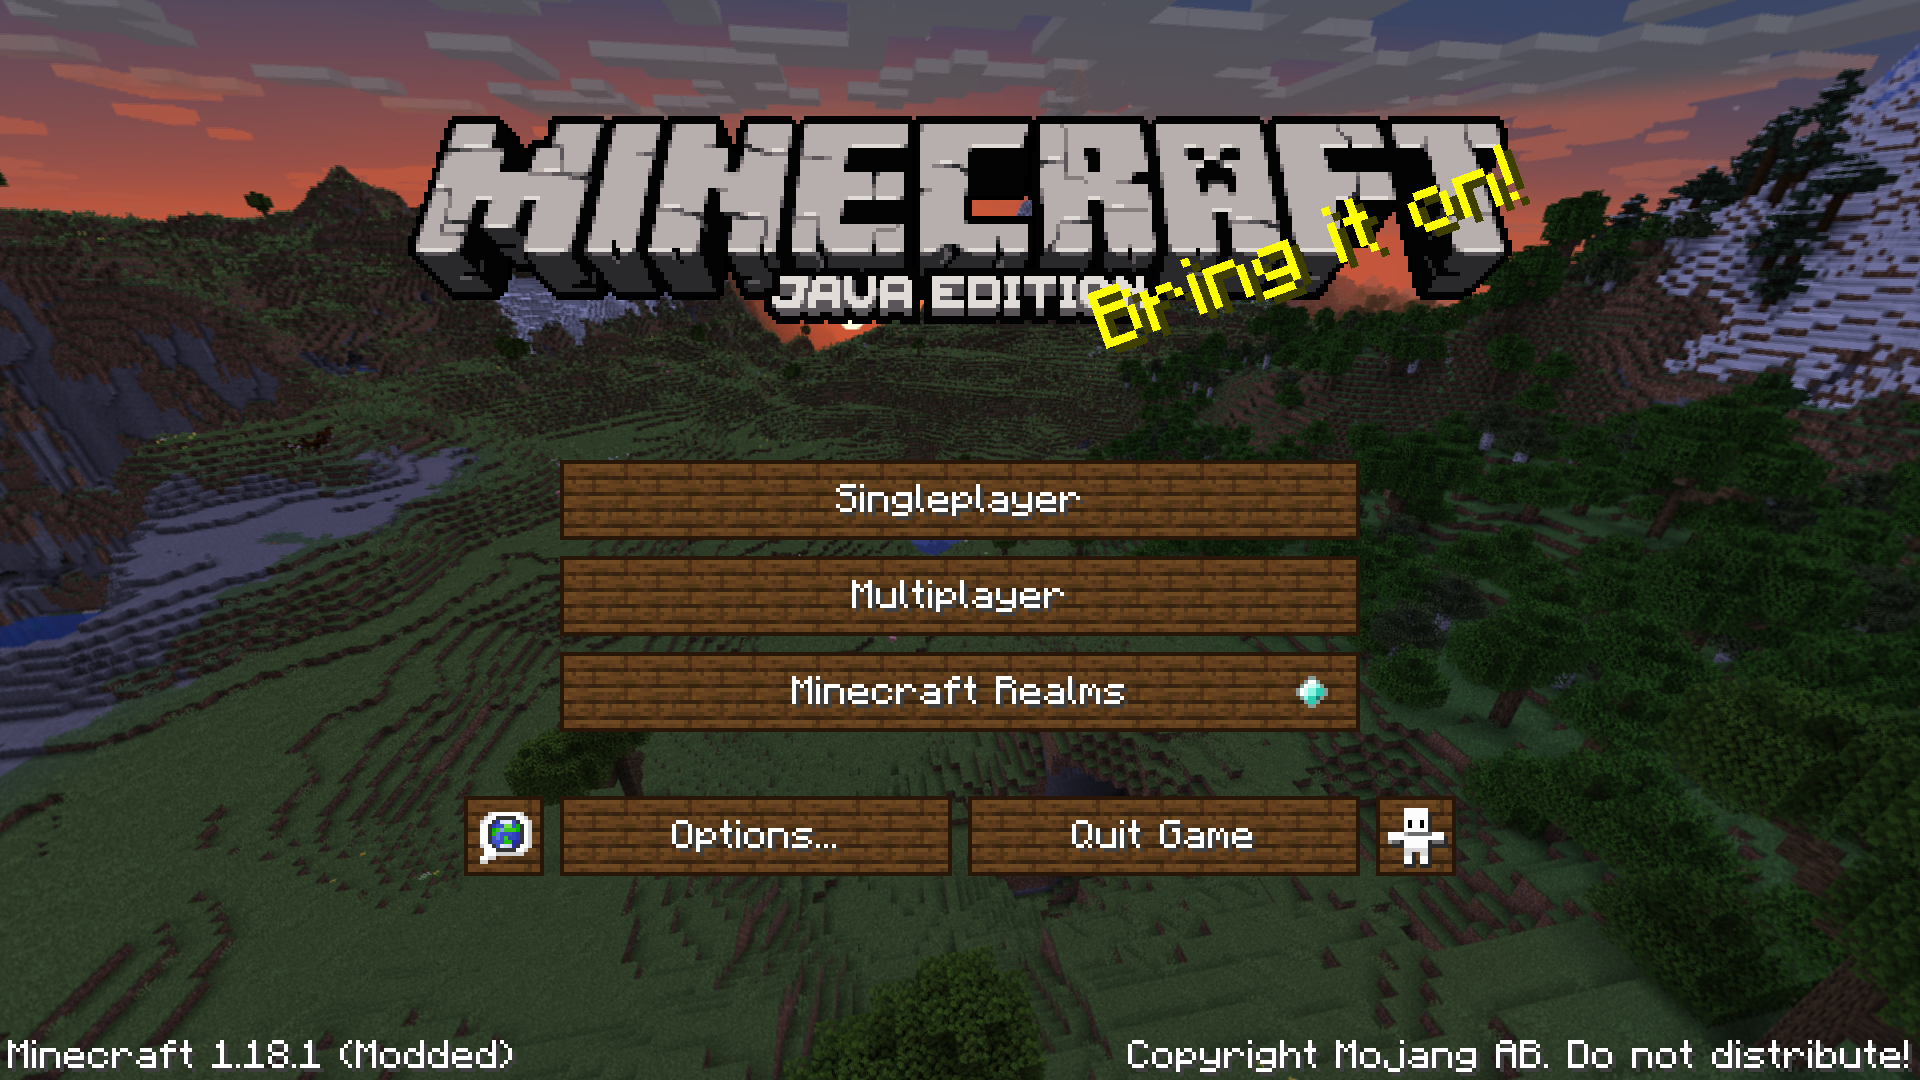 MINECRAFT
JAVA EDITION
Bring it on!
Singleplayer
Multiplayer
Minecraft Realms
Options...
Quit Game
Minecraft 1.18.1 (Modded)
Copyright Mojang AB. Do not distribute!